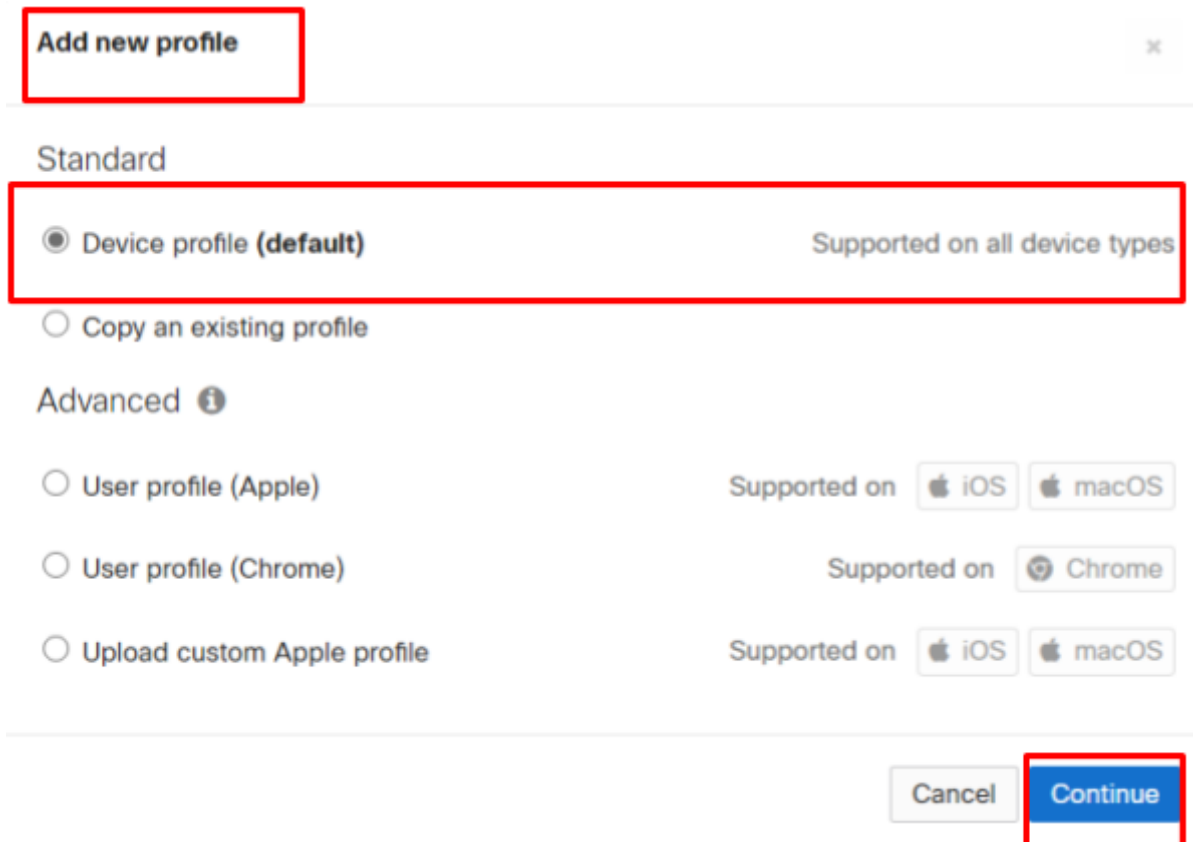 Add new profile
Standard
Device profile (default) Supported on all device types
Copy an existing profile
Advanced
User profile (Apple) Supported on iOS macOS
User profile (Chrome) Supported on Chrome
Upload custom Apple profile Supported on iOS macOS
Cancel Continue